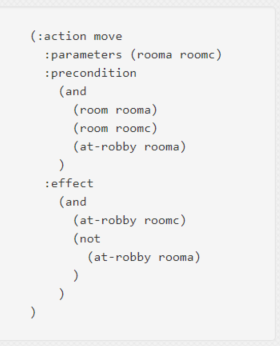 (:action move
:parameters (rooma roomc)
:precondition
(and
(room rooma)
(room roomc)
(at-robby rooma)
)
:effect
(and
(at-robby roomc)
(not
(at-robby rooma)
)
)
)